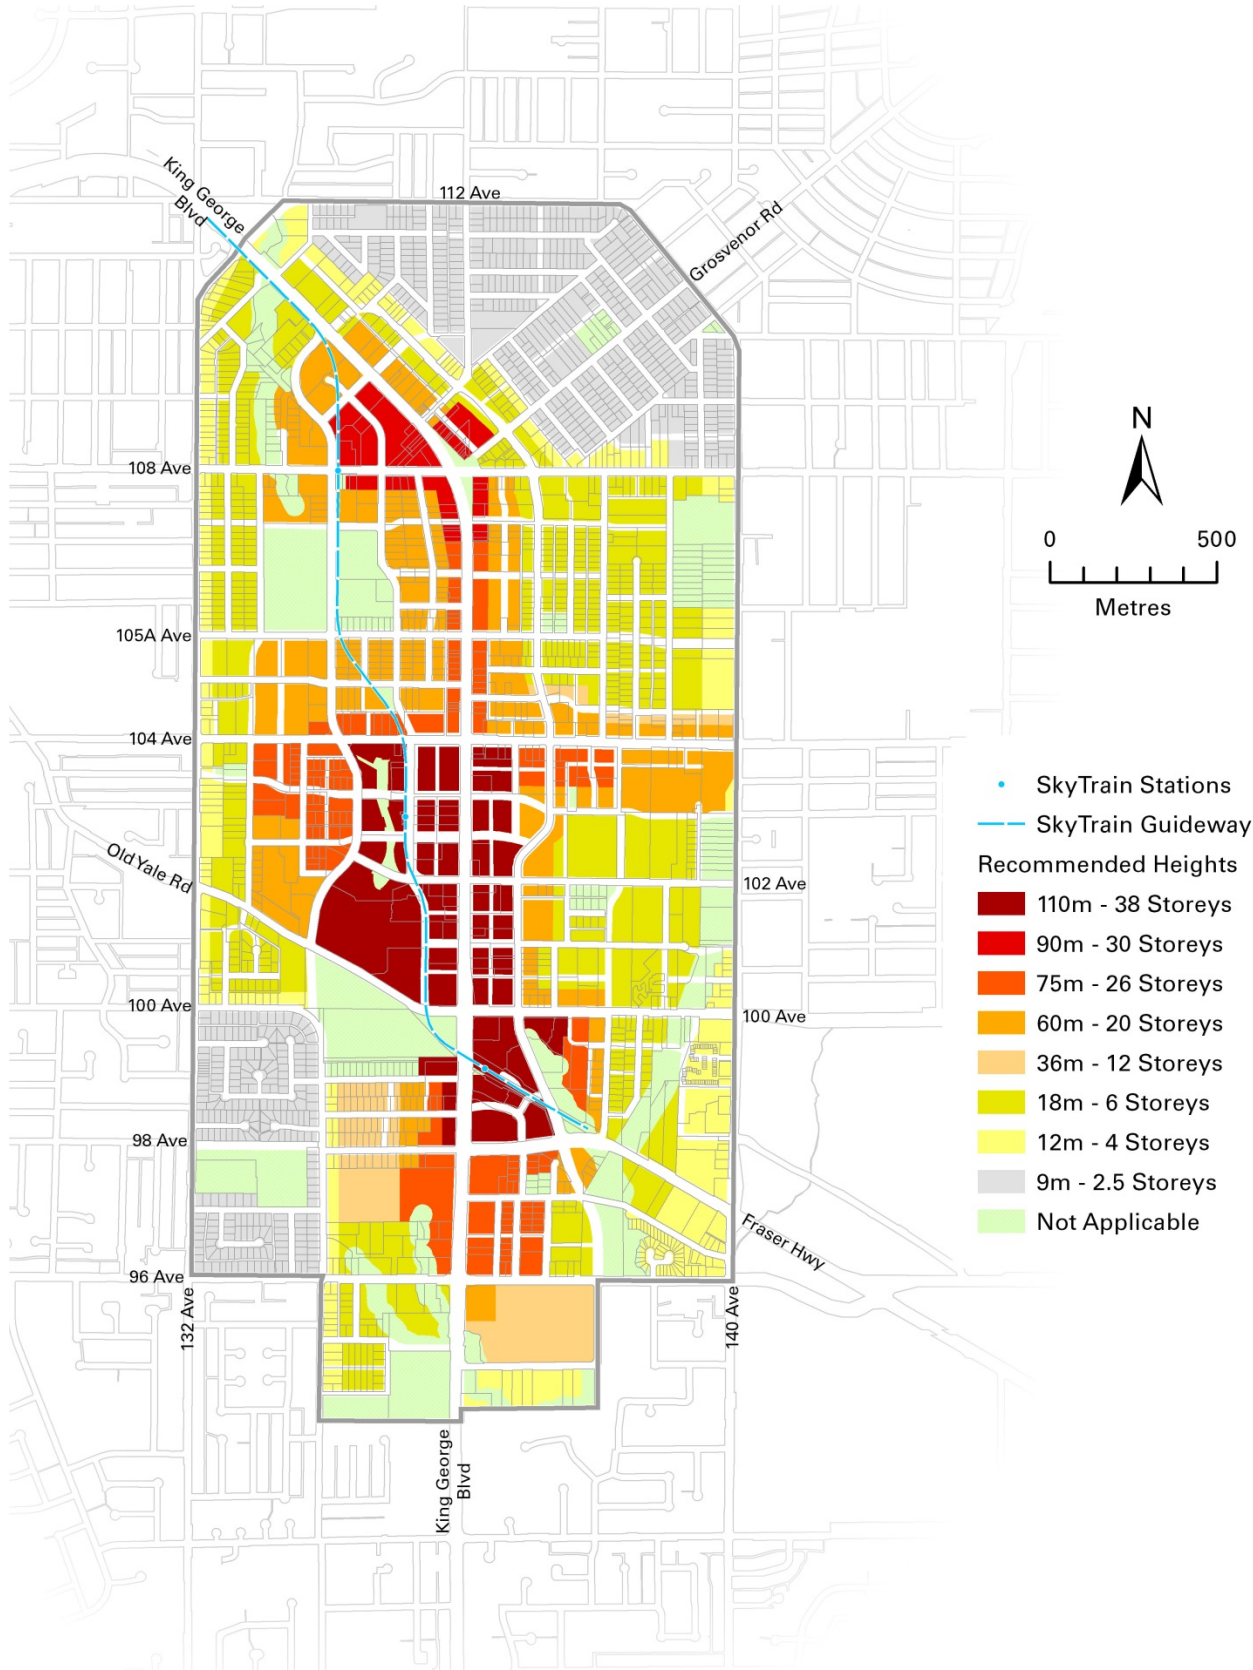 King George
Blvd
112 Ave
Grosvenor Rd
108 Ave
N
0 500
Metres
105A Ave
104 Ave
Old Yale Rd
102 Ave
100 Ave
100 Ave
98 Ave
Fraser Hwy
96 Ave
132 Ave
140 Ave
King George
Blvd
SkyTrain Stations
SkyTrain Guideway
Recommended Heights
110m - 38 Storeys
90m - 30 Storeys
75m - 26 Storeys
60m - 20 Storeys
36m - 12 Storeys
18m - 6 Storeys
12m - 4 Storeys
9m - 2.5 Storeys
Not Applicable